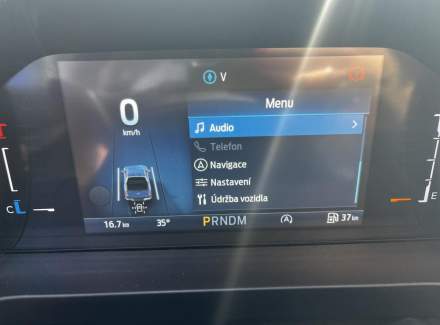 V
Menu
0
km/h
Audio
Telefon
Navigace
Nastavení
Údržba vozidla
C
E
16.7 km
35°
PRNDM
37 km